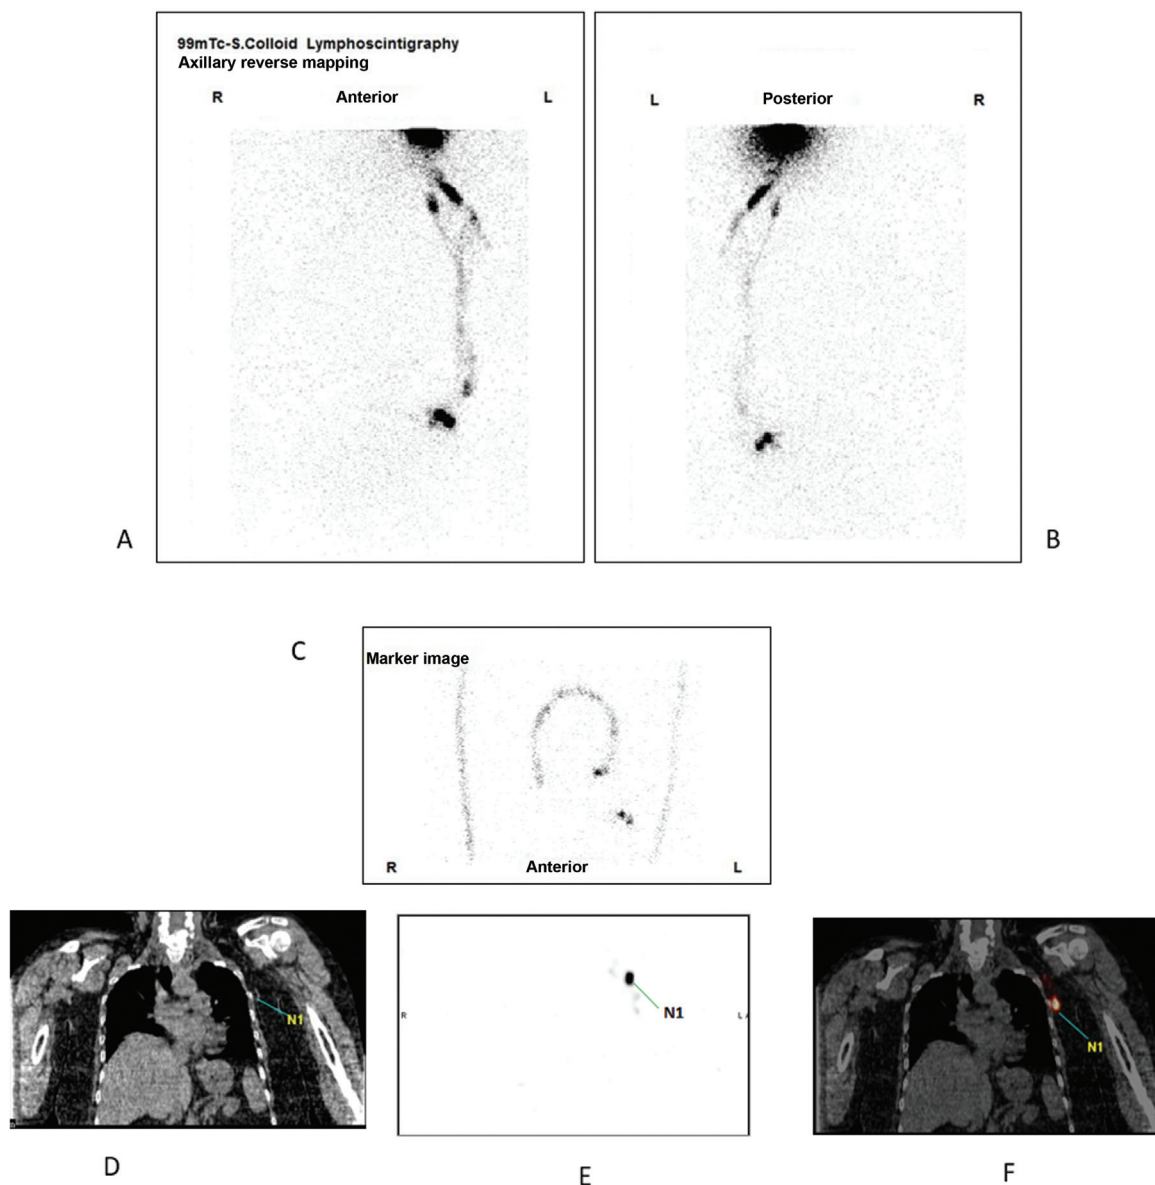 99mTc-S.Colloid Lymphoscintigraphy
Axillary reverse mapping
R Anterior L
L Posterior R
A
B
C
Marker image
R Anterior L
N1
R
N1
L
N1
D
E
F